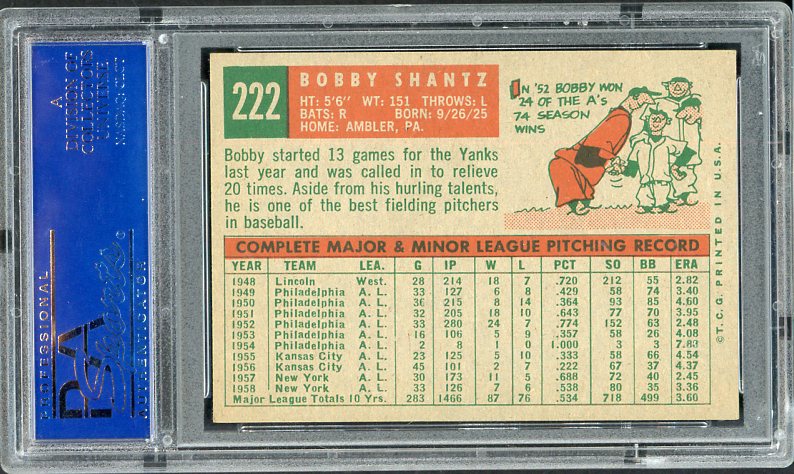 A
DIVISION OF
COLLECTORS
UNIVERSE
NASDAQ: CLCT
PROFESSIONAL
PSA
Sports
AUTHENTICATOR
222
BOBBY SHANTZ
HT: 5'6" WT: 151 THROWS: L
BATS: R BORN: 9/26/25
HOME: AMBLER, PA.
Bobby started 13 games for the Yanks
last year and was called in to relieve
20 times. Aside from his hurling talents,
he is one of the best fielding pitchers
in baseball.
IN '52 BOBBY WON
24 OF THE A'S
74 SEASON
WINS
COMPLETE MAJOR & MINOR LEAGUE PITCHING RECORD
YEAR TEAM LEA. G IP W L PCT SO BB ERA
1948 Lincoln West. 28 214 18 7 .720 212 55 2.82
1949 Philadelphia A. L. 33 127 6 8 .429 58 74 3.40
1950 Philadelphia A. L. 36 215 8 14 .364 93 85 4.60
1951 Philadelphia A. L. 32 205 18 10 .643 77 70 3.95
1952 Philadelphia A. L. 33 280 24 7 .774 152 63 2.48
1953 Philadelphia A. L. 16 106 5 9 .357 58 26 4.08
1954 Philadelphia A. L. 2 8 1 0 1.000 3 3 7.83
1955 Kansas City A. L. 23 125 5 10 .333 58 66 4.54
1956 Kansas City A. L. 45 101 2 7 .222 67 37 4.37
1957 New York A. L. 30 173 11 5 .688 72 40 2.45
1958 New York A. L. 33 126 7 6 .538 80 35 3.36
Major League Totals 10 Yrs. 283 1466 87 76 .534 718 499 3.60
© T.C.G. PRINTED IN U.S.A.